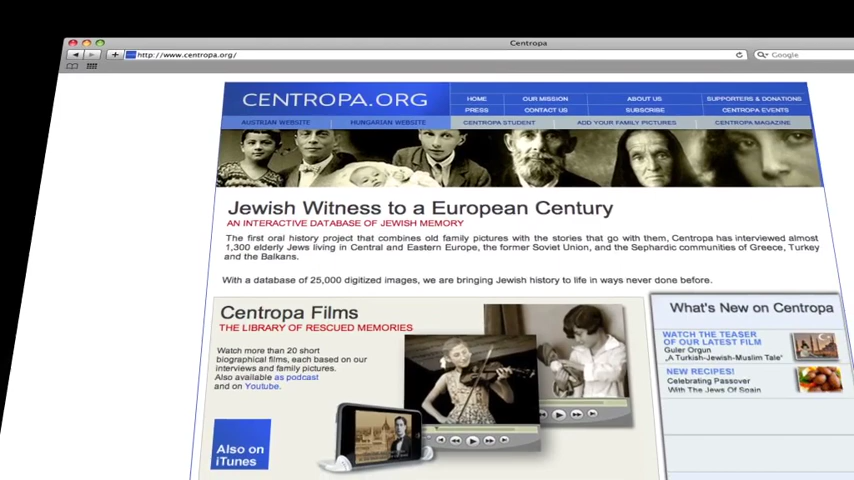 Centropa
http://www.centropa.org/
Google
CENTROPA.ORG
HOME OUR MISSION ABOUT US SUPPORTERS & DONATIONS
PRESS CONTACT US SUBSCRIBE CENTROPA EVENTS
AUSTRIAN WEBSITE HUNGARIAN WEBSITE CENTROPA STUDENT ADD YOUR FAMILY PICTURES CENTROPA MAGAZINE
Jewish Witness to a European Century
AN INTERACTIVE DATABASE OF JEWISH MEMORY
The first oral history project that combines old family pictures with the stories that go with them, Centropa has interviewed almost
1,300 elderly Jews living in Central and Eastern Europe, the former Soviet Union, and the Sephardic communities of Greece, Turkey
and the Balkans.
With a database of 25,000 digitized images, we are bringing Jewish history to life in ways never done before.
Centropa Films
THE LIBRARY OF RESCUED MEMORIES
Watch more than 20 short
biographical films, each based on our
interviews and family pictures.
Also available as podcast
and on Youtube.
Also on
iTunes
What's New on Centropa
WATCH THE TEASER
OF OUR LATEST FILM
Guler Orgun
„A Turkish-Jewish-Muslim Tale"
NEW RECIPES!
Celebrating Passover
With The Jews Of Spain